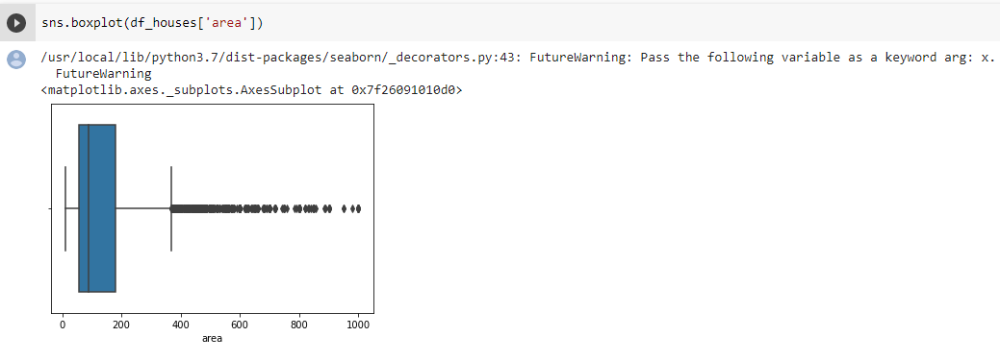 sns.boxplot(df_houses['area'])
/usr/local/lib/python3.7/dist-packages/seaborn/_decorators.py:43: FutureWarning: Pass the following variable as a keyword arg: x.
FutureWarning
<matplotlib.axes._subplots.AxesSubplot at 0x7f26091010d0>
0 200 400 600 800 1000
area